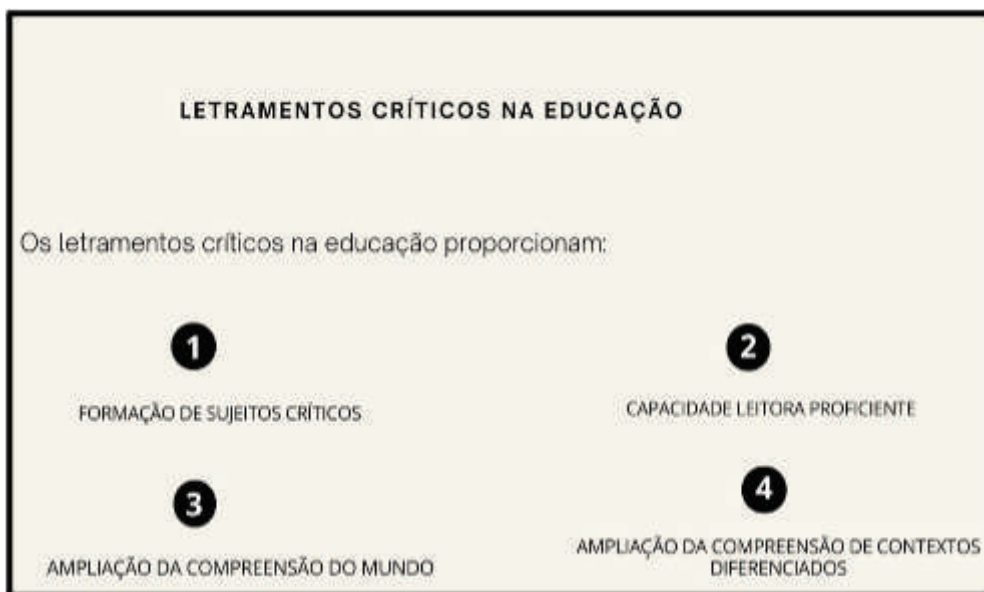 LETRAMENTOS CRÍTICOS NA EDUCAÇÃO
Os letramentos críticos na educação proporcionam:
1
FORMAÇÃO DE SUJEITOS CRÍTICOS
2
CAPACIDADE LEITORA PROFICIENTE
3
AMPLIAÇÃO DA COMPREENSÃO DO MUNDO
4
AMPLIAÇÃO DA COMPREENSÃO DE CONTEXTOS
DIFERENCIADOS